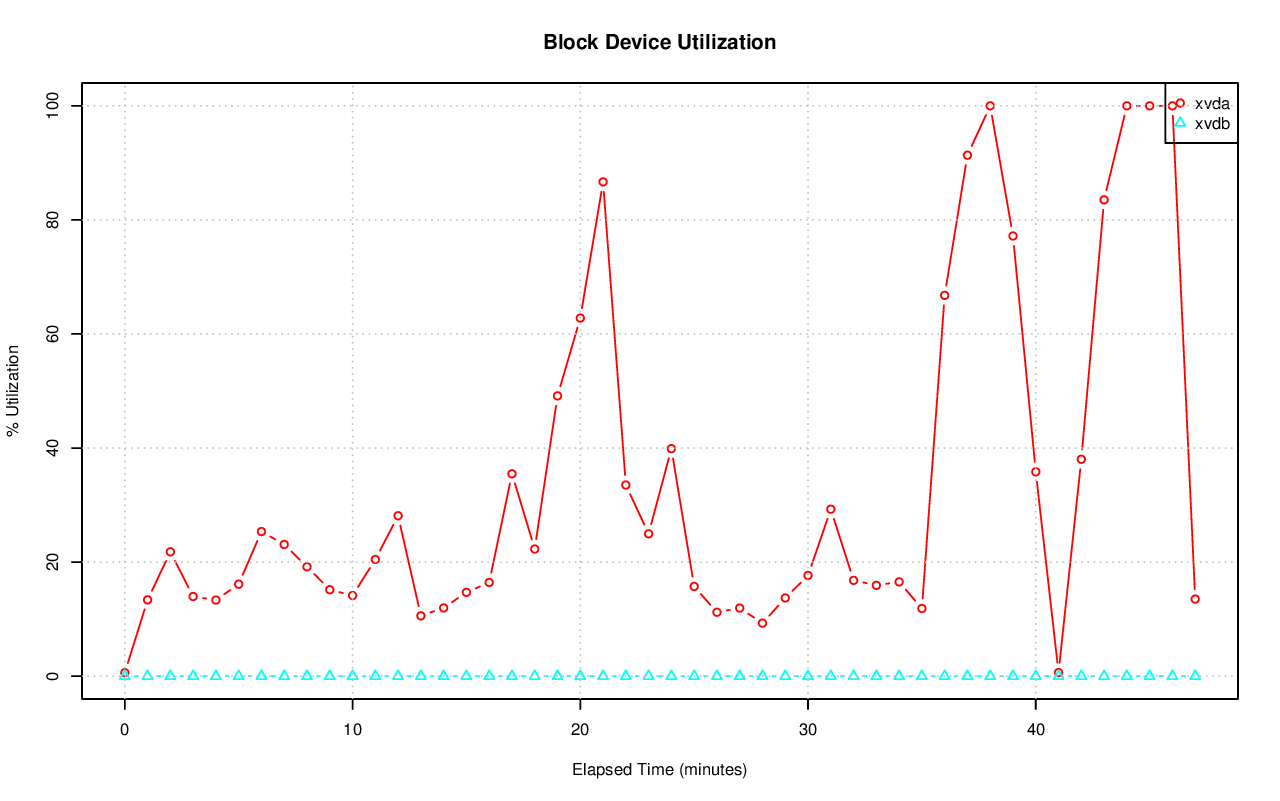 Block Device Utilization
xvda
xvdb
% Utilization
100
80
60
40
20
0
0 10 20 30 40
Elapsed Time (minutes)